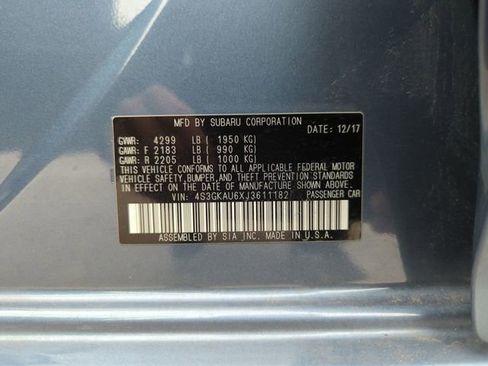 MFD BY SUBARU CORPORATION
DATE: 12/17
GVWR: 4299 LB ( 1950 KG)
GAWR: F 2183 LB ( 990 KG)
GAWR: R 2205 LB ( 1000 KG)
THIS VEHICLE CONFORMS TO ALL APPLICABLE FEDERAL MOTOR
VEHICLE SAFETY, BUMPER, AND THEFT PREVENTION STANDARDS
IN EFFECT ON THE DATE OF MANUFACTURE SHOWN ABOVE.
VIN: 4S3GKAU6XJ3611182 PASSENGER CAR
ASSEMBLED BY SIA INC. MADE IN U.S.A.